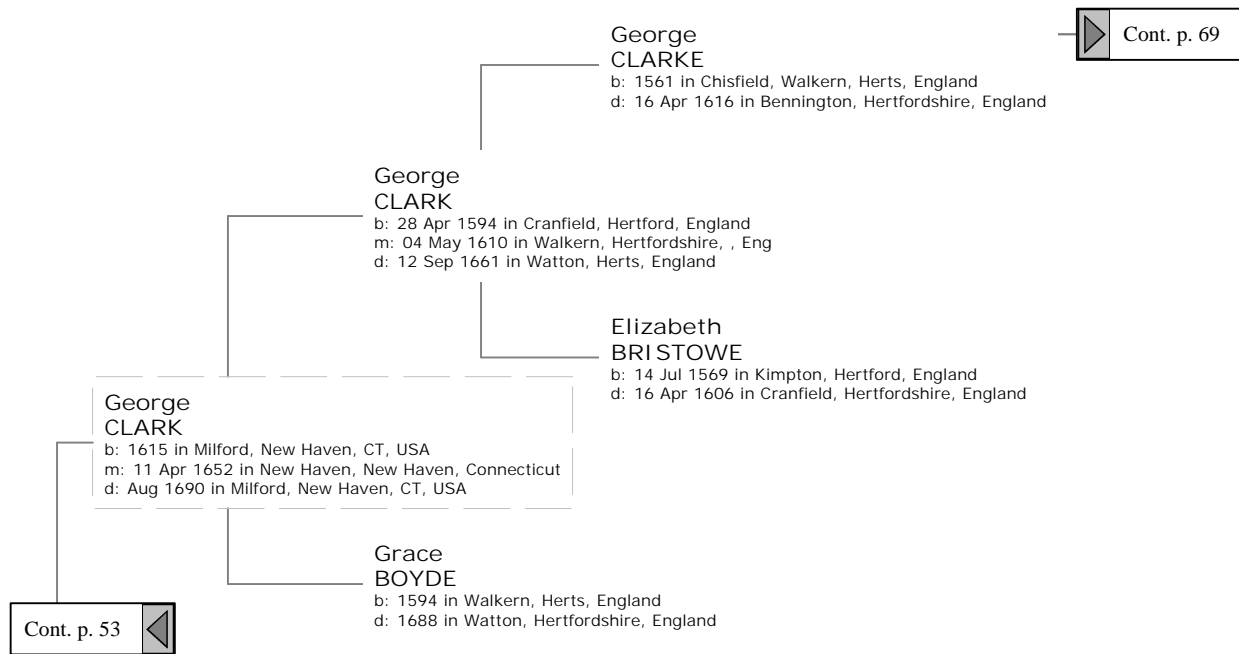 George
CLARKE
b: 1561 in Chisfield, Walkern, Herts, England
d: 16 Apr 1616 in Bennington, Hertfordshire, England
Cont. p. 69
George
CLARK
b: 28 Apr 1594 in Cranfield, Hertford, England
m: 04 May 1610 in Walkern, Hertfordshire, , Eng
d: 12 Sep 1661 in Watton, Herts, England
Elizabeth
BRISTOWE
b: 14 Jul 1569 in Kimpton, Hertford, England
d: 16 Apr 1606 in Cranfield, Hertfordshire, England
George
CLARK
b: 1615 in Milford, New Haven, CT, USA
m: 11 Apr 1652 in New Haven, New Haven, Connecticut
d: Aug 1690 in Milford, New Haven, CT, USA
Grace
BOYDE
b: 1594 in Walkern, Herts, England
d: 1688 in Watton, Hertfordshire, England
Cont. p. 53